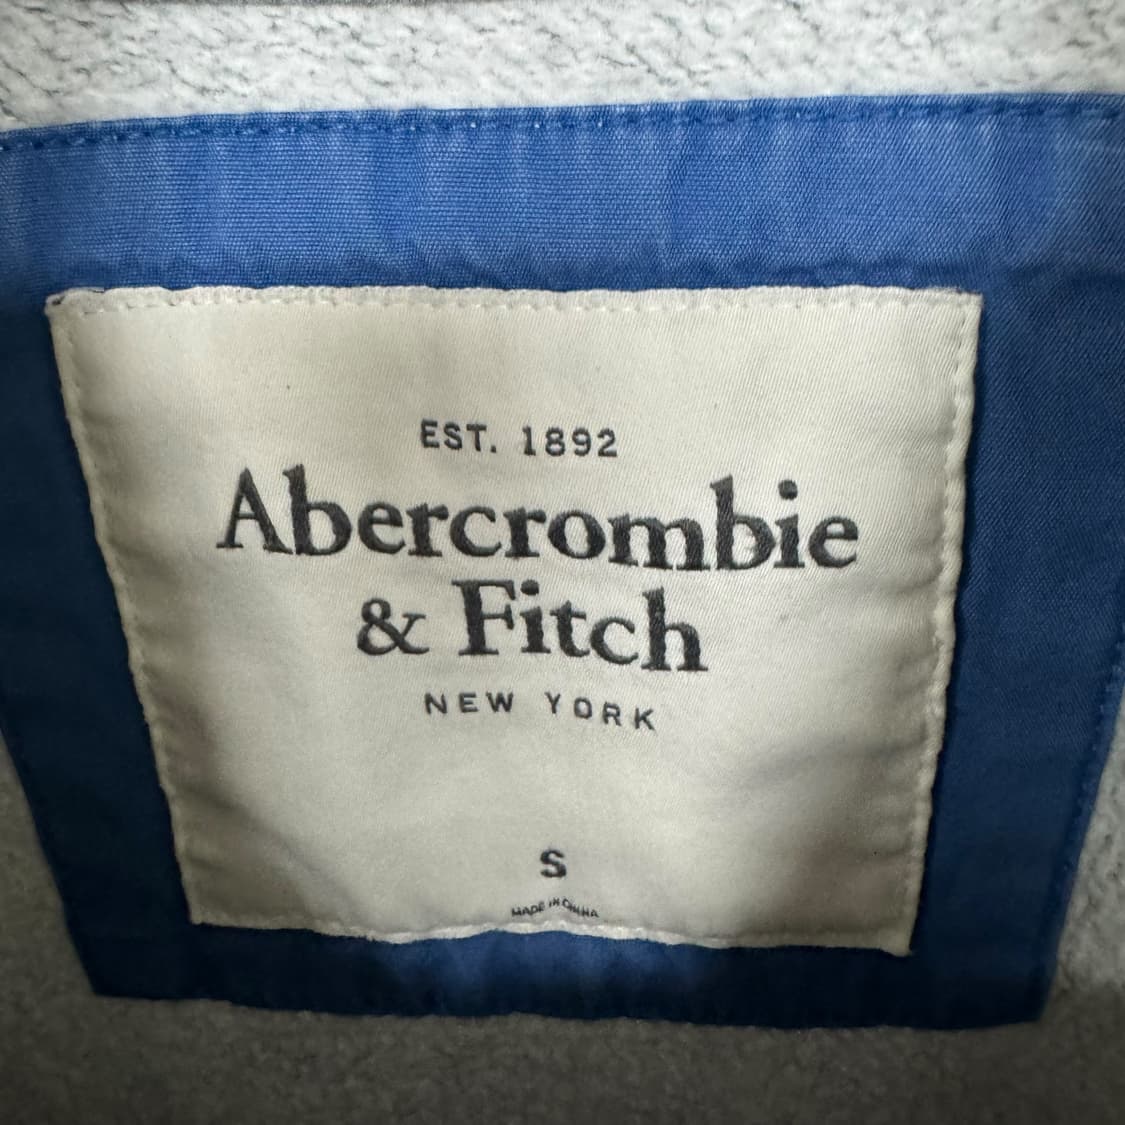 EST. 1892
Abercrombie
& Fitch
NEW YORK
S
MADE IN CHINA